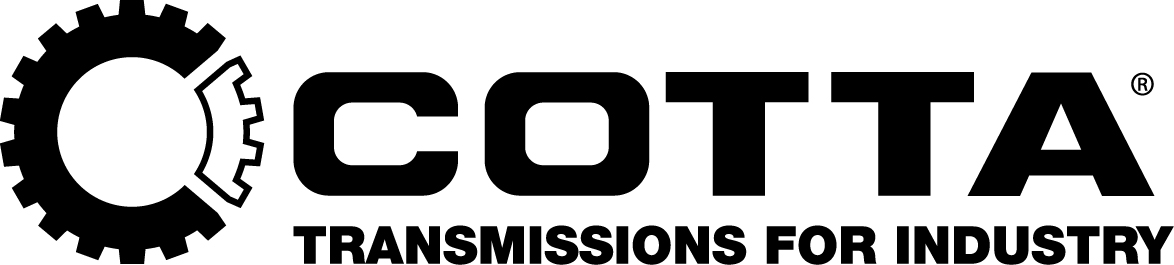 COTTA®
TRANSMISSIONS FOR INDUSTRY